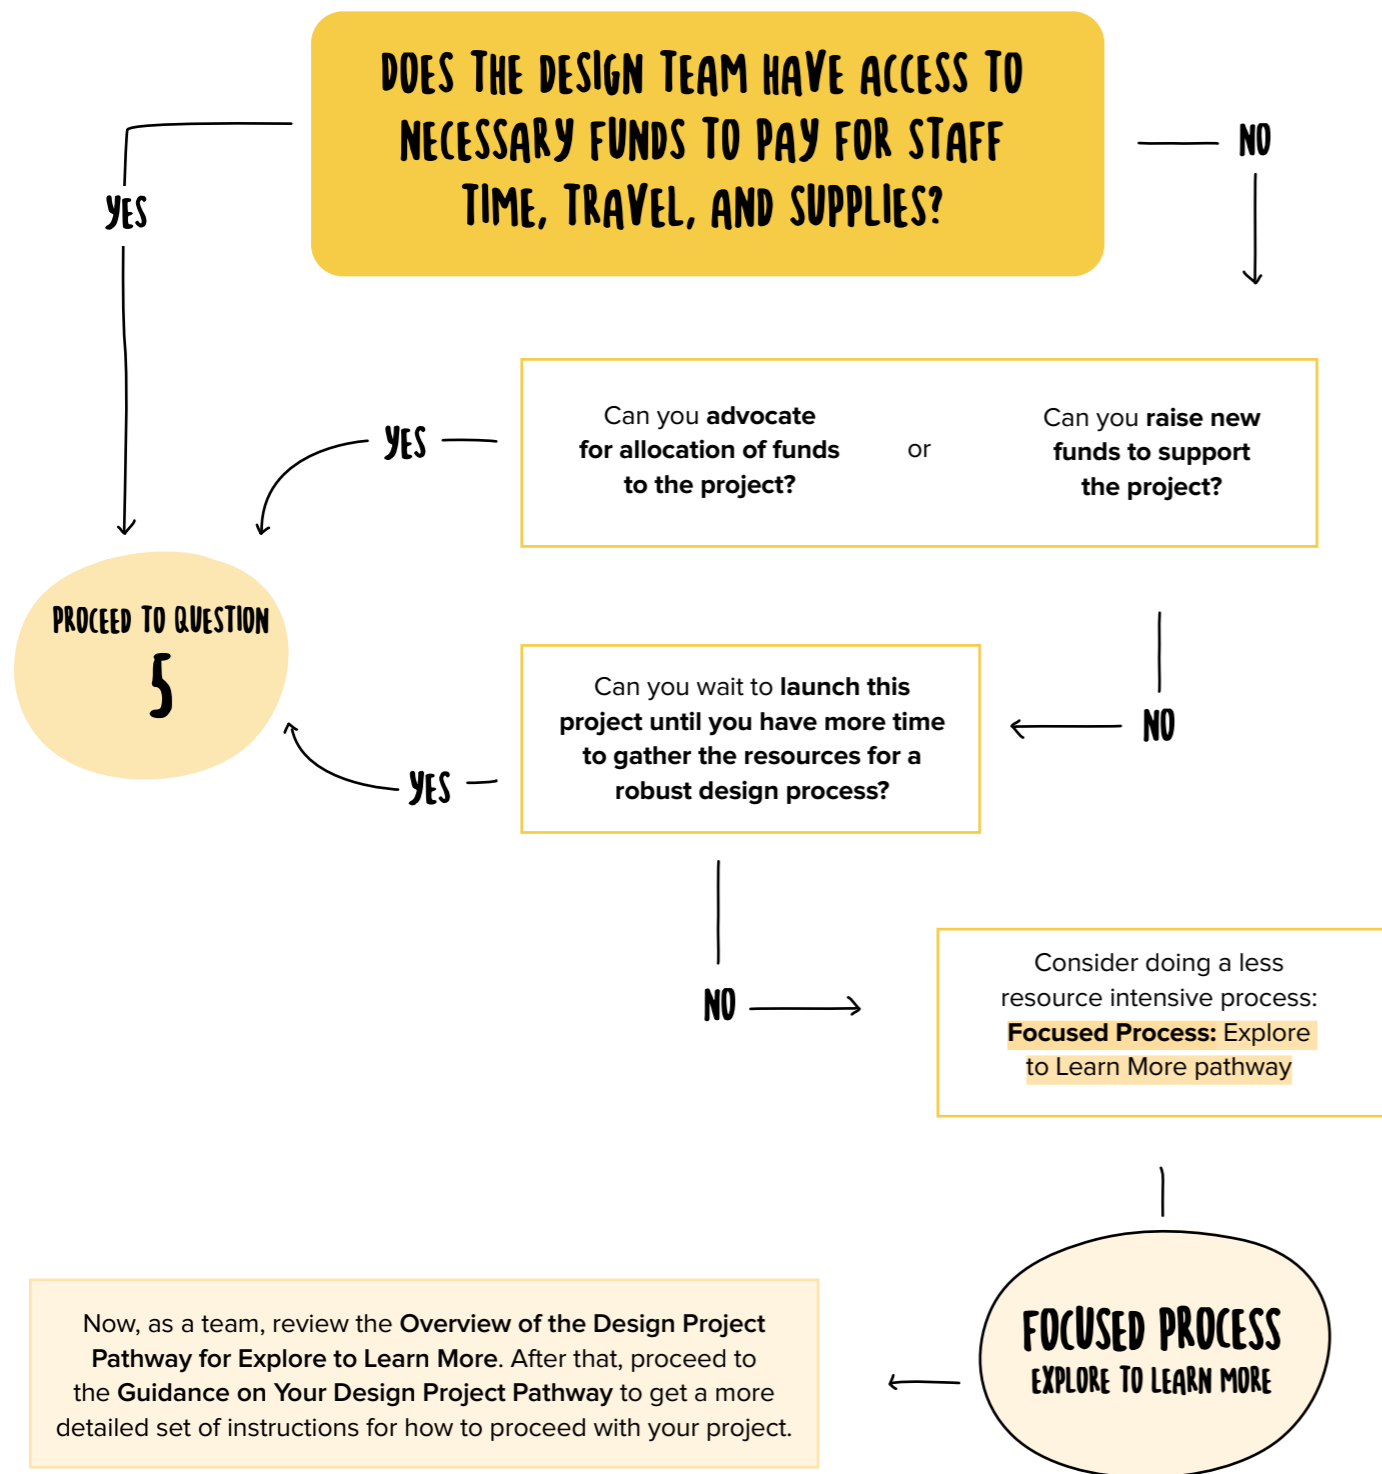 DOES THE DESIGN TEAM HAVE ACCESS TO
NECESSARY FUNDS TO PAY FOR STAFF
TIME, TRAVEL, AND SUPPLIES?
NO
YES
Can you advocate
for allocation of funds
to the project?
or
Can you raise new
funds to support
the project?
YES
PROCEED TO QUESTION
5
Can you wait to launch this
project until you have more time
to gather the resources for a
robust design process?
NO
YES
NO
Consider doing a less
resource intensive process:
Focused Process: Explore
to Learn More pathway
FOCUSED PROCESS
EXPLORE TO LEARN MORE
Now, as a team, review the Overview of the Design Project
Pathway for Explore to Learn More. After that, proceed to
the Guidance on Your Design Project Pathway to get a more
detailed set of instructions for how to proceed with your project.